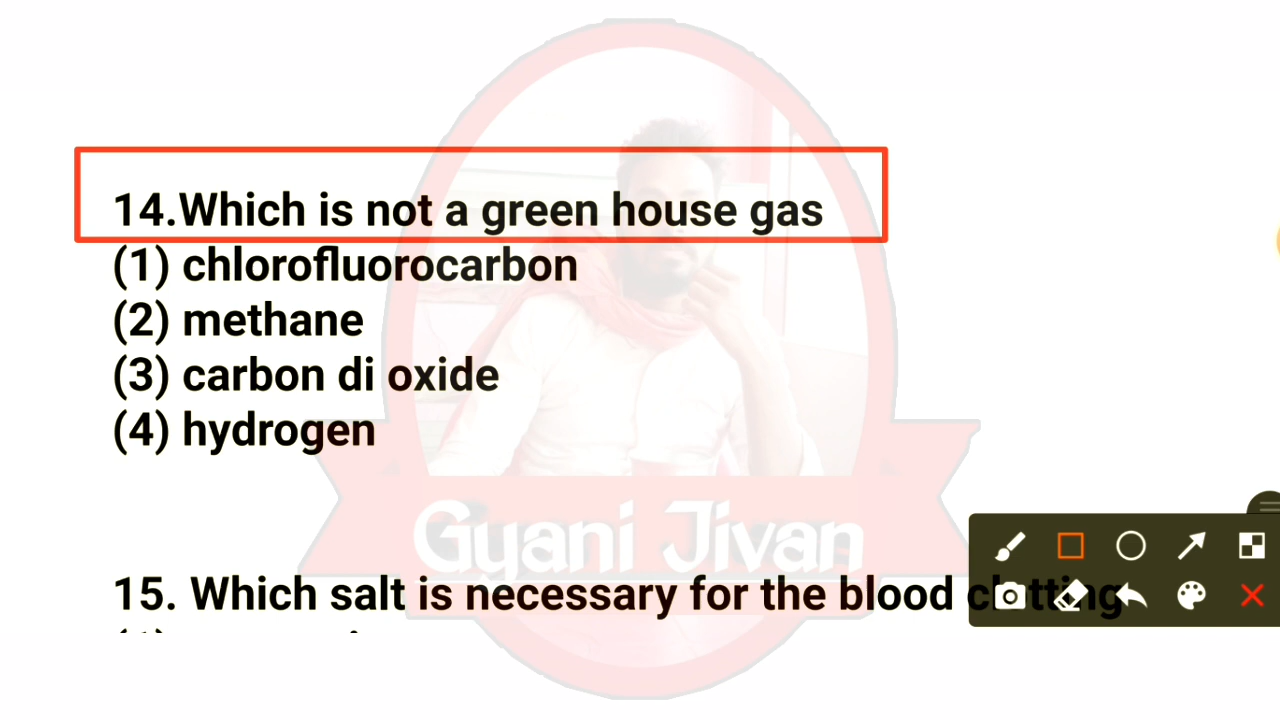 14.Which is not a green house gas
(1) chlorofluorocarbon
(2) methane
(3) carbon di oxide
(4) hydrogen
Gyani Jivan
15. Which salt is necessary for the blood clotting